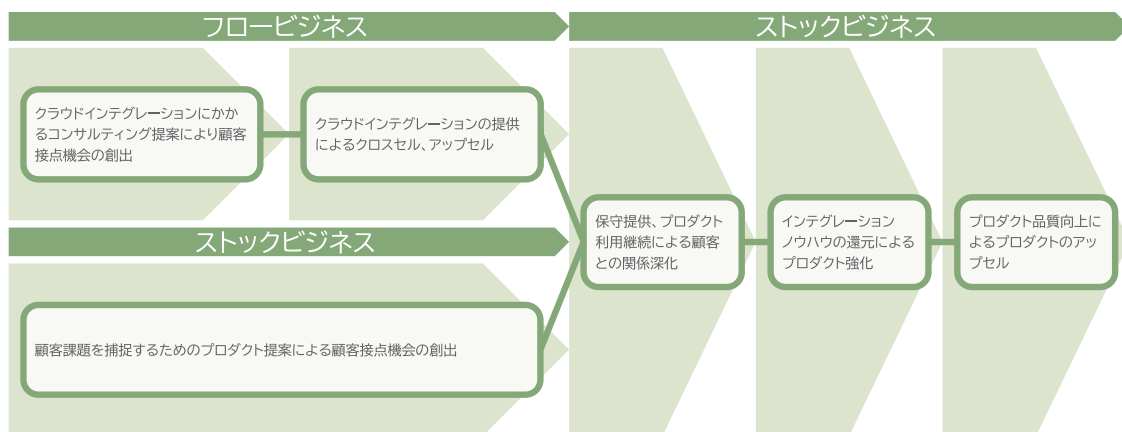 フロービジネス
クラウドインテグレーションにかか
るコンサルティング提案により顧客
接点機会の創出
クラウドインテグレーションの提供
によるクロスセル、アップセル
ストックビジネス
顧客課題を捕捉するためのプロダクト提案による顧客接点機会の創出
ストックビジネス
保守提供、プロダクト
利用継続による顧客
との関係深化
インテグレーション
ノウハウの還元による
プロダクト強化
プロダクト品質向上に
よるプロダクトのアッ
プセル